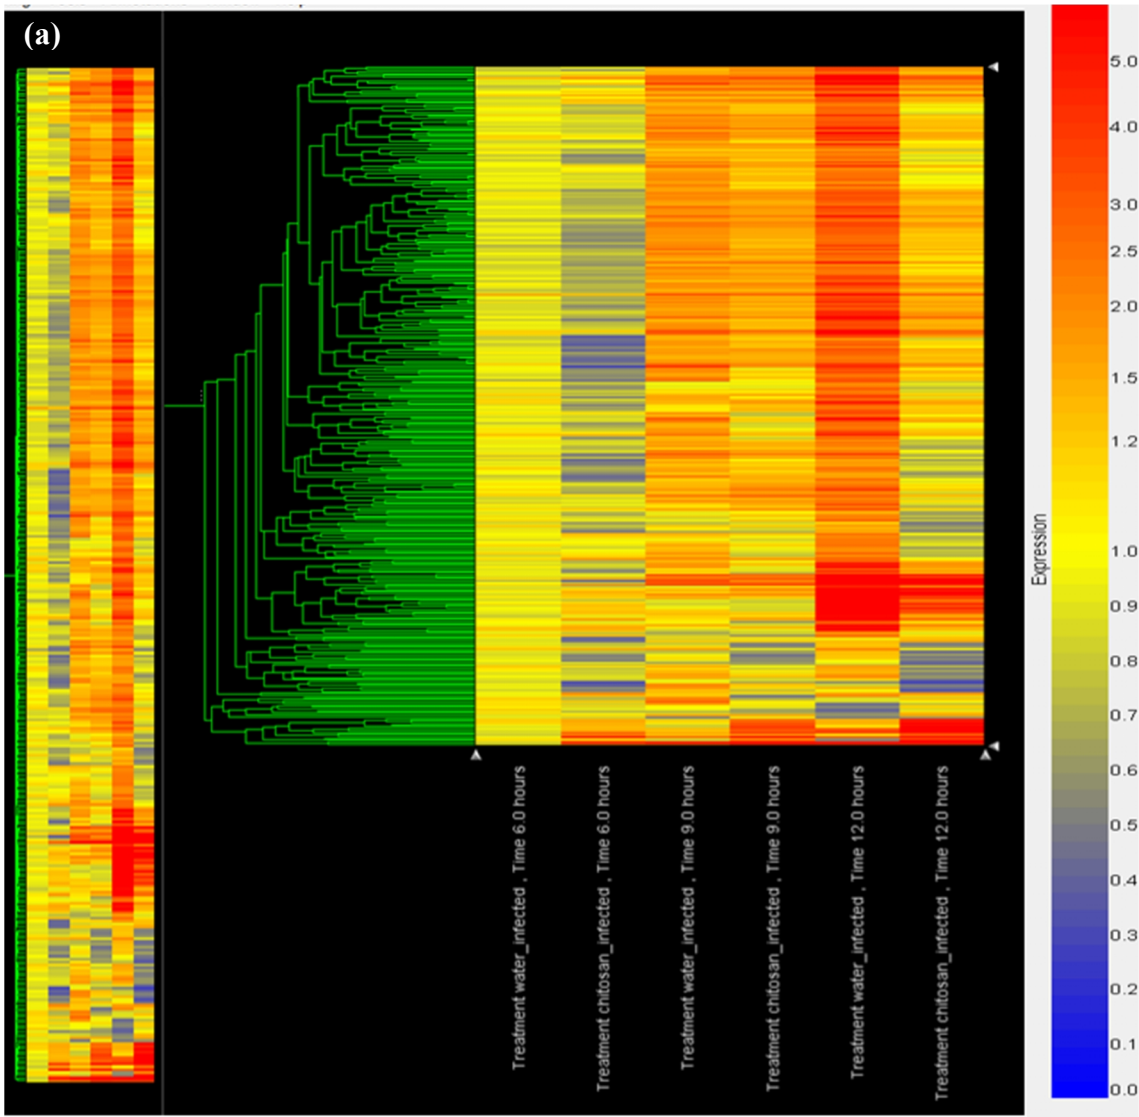 (a)
Treatment water_infected , Time 6.0 hours
Treatment chitosan_infected , Time 6.0 hours
Treatment water_infected , Time 9.0 hours
Treatment chitosan_infected , Time 9.0 hours
Treatment water_infected , Time 12.0 hours
Treatment chitosan_infected , Time 12.0 hours
Expression
5.0
4.0
3.0
2.5
2.0
1.5
1.2
1.0
0.9
0.8
0.7
0.6
0.5
0.4
0.3
0.2
0.1
0.0